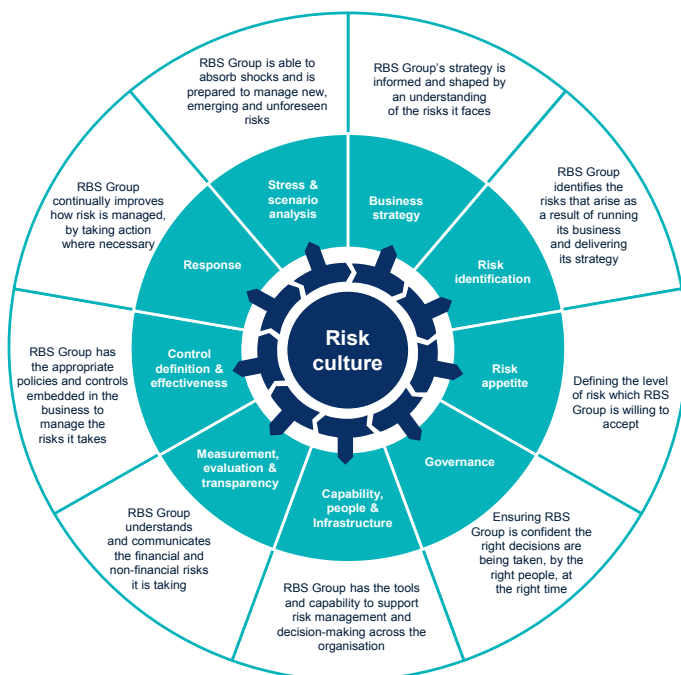 RBS Group is able to
absorb shocks and is
prepared to manage new,
emerging and unforeseen
risks
RBS Group’s strategy is
informed and shaped by
an understanding
of the risks it faces
RBS Group
identifies the
risks that arise as
a result of running
its business
and delivering
its strategy
Defining the level
of risk which RBS
Group is willing to
accept
Ensuring RBS
Group is confident the
right decisions are
being taken, by the
right people, at
the right time
RBS Group has the tools
and capability to support
risk management and
decision-making across the
organisation
RBS Group
understands
and communicates
the financial and
non-financial risks
it is taking
RBS Group has
the appropriate
policies and controls
embedded in the
business to
manage the
risks it takes
RBS Group
continually improves
how risk is managed,
by taking action
where necessary
Stress &
scenario
analysis
Business
strategy
Risk
identification
Risk
appetite
Governance
Capability,
people &
Infrastructure
Measurement,
evaluation &
transparency
Control
definition &
effectiveness
Response
Risk
culture